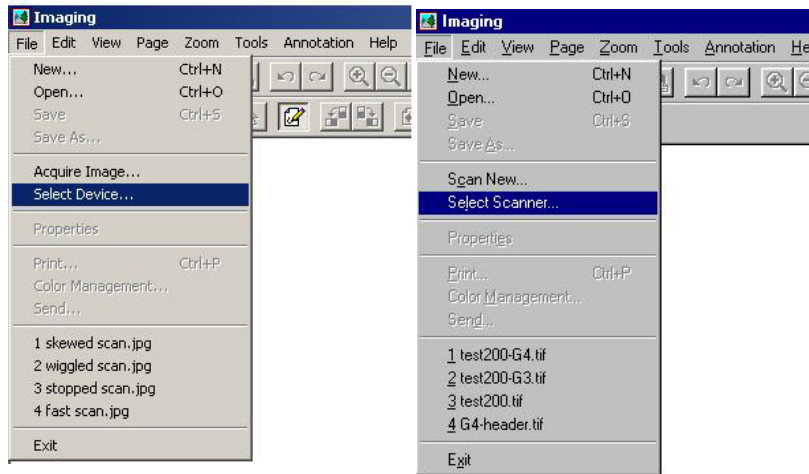 Imaging
File Edit View Page Zoom Tools Annotation Help
New... Ctrl+N
Open... Ctrl+O
Save Ctrl+S
Save As...
Acquire Image...
Select Device...
Properties
Print... Ctrl+P
Color Management...
Send...
1 skewed scan.jpg
2 wiggled scan.jpg
3 stopped scan.jpg
4 fast scan.jpg
Exit
Imaging
File Edit View Page Zoom Tools Annotation He
New... Ctrl+N
Open... Ctrl+O
Save Ctrl+S
Save As...
Scan New...
Select Scanner...
Properties
Print... Ctrl+P
Color Management...
Send...
1 test200-G4.tif
2 test200-G3.tif
3 test200.tif
4 G4-header.tif
Exit